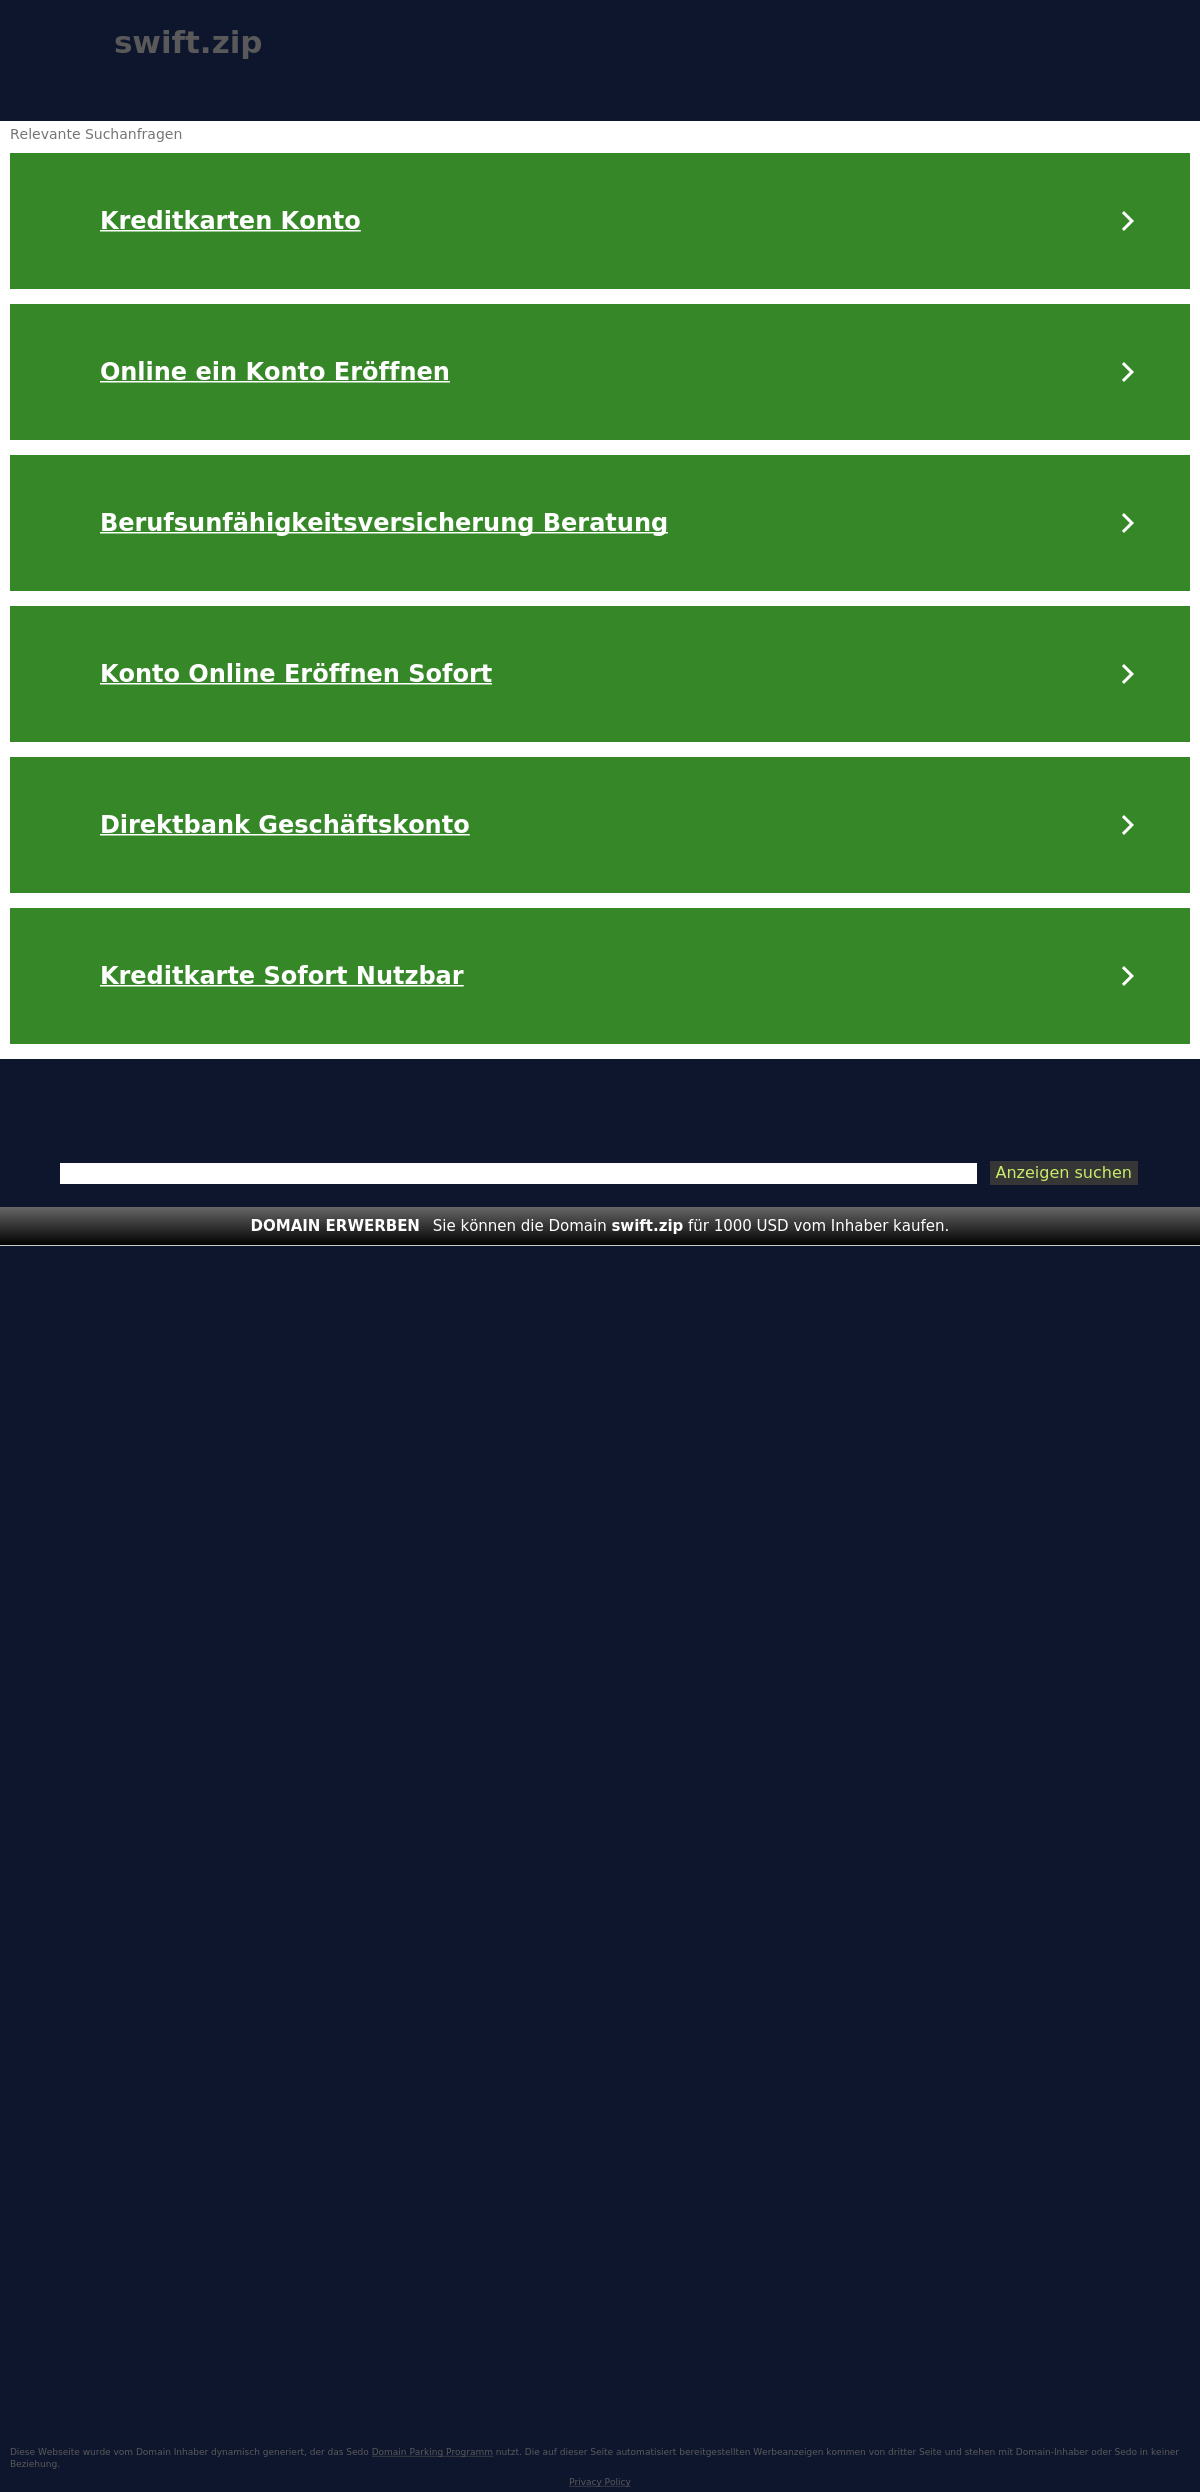 swift.zip
Relevante Suchanfragen
Kreditkarten Konto
Online ein Konto Eröffnen
Berufsunfähigkeitsversicherung Beratung
Konto Online Eröffnen Sofort
Direktbank Geschäftskonto
Kreditkarte Sofort Nutzbar
Anzeigen suchen
DOMAIN ERWERBEN Sie können die Domain swift.zip für 1000 USD vom Inhaber kaufen.
Diese Webseite wurde vom Domain Inhaber dynamisch generiert, der das Sedo Domain Parking Programm nutzt. Die auf dieser Seite automatisiert bereitgestellten Werbeanzeigen kommen von dritter Seite und stehen mit Domain-Inhaber oder Sedo in keiner
Beziehung.
Privacy Policy